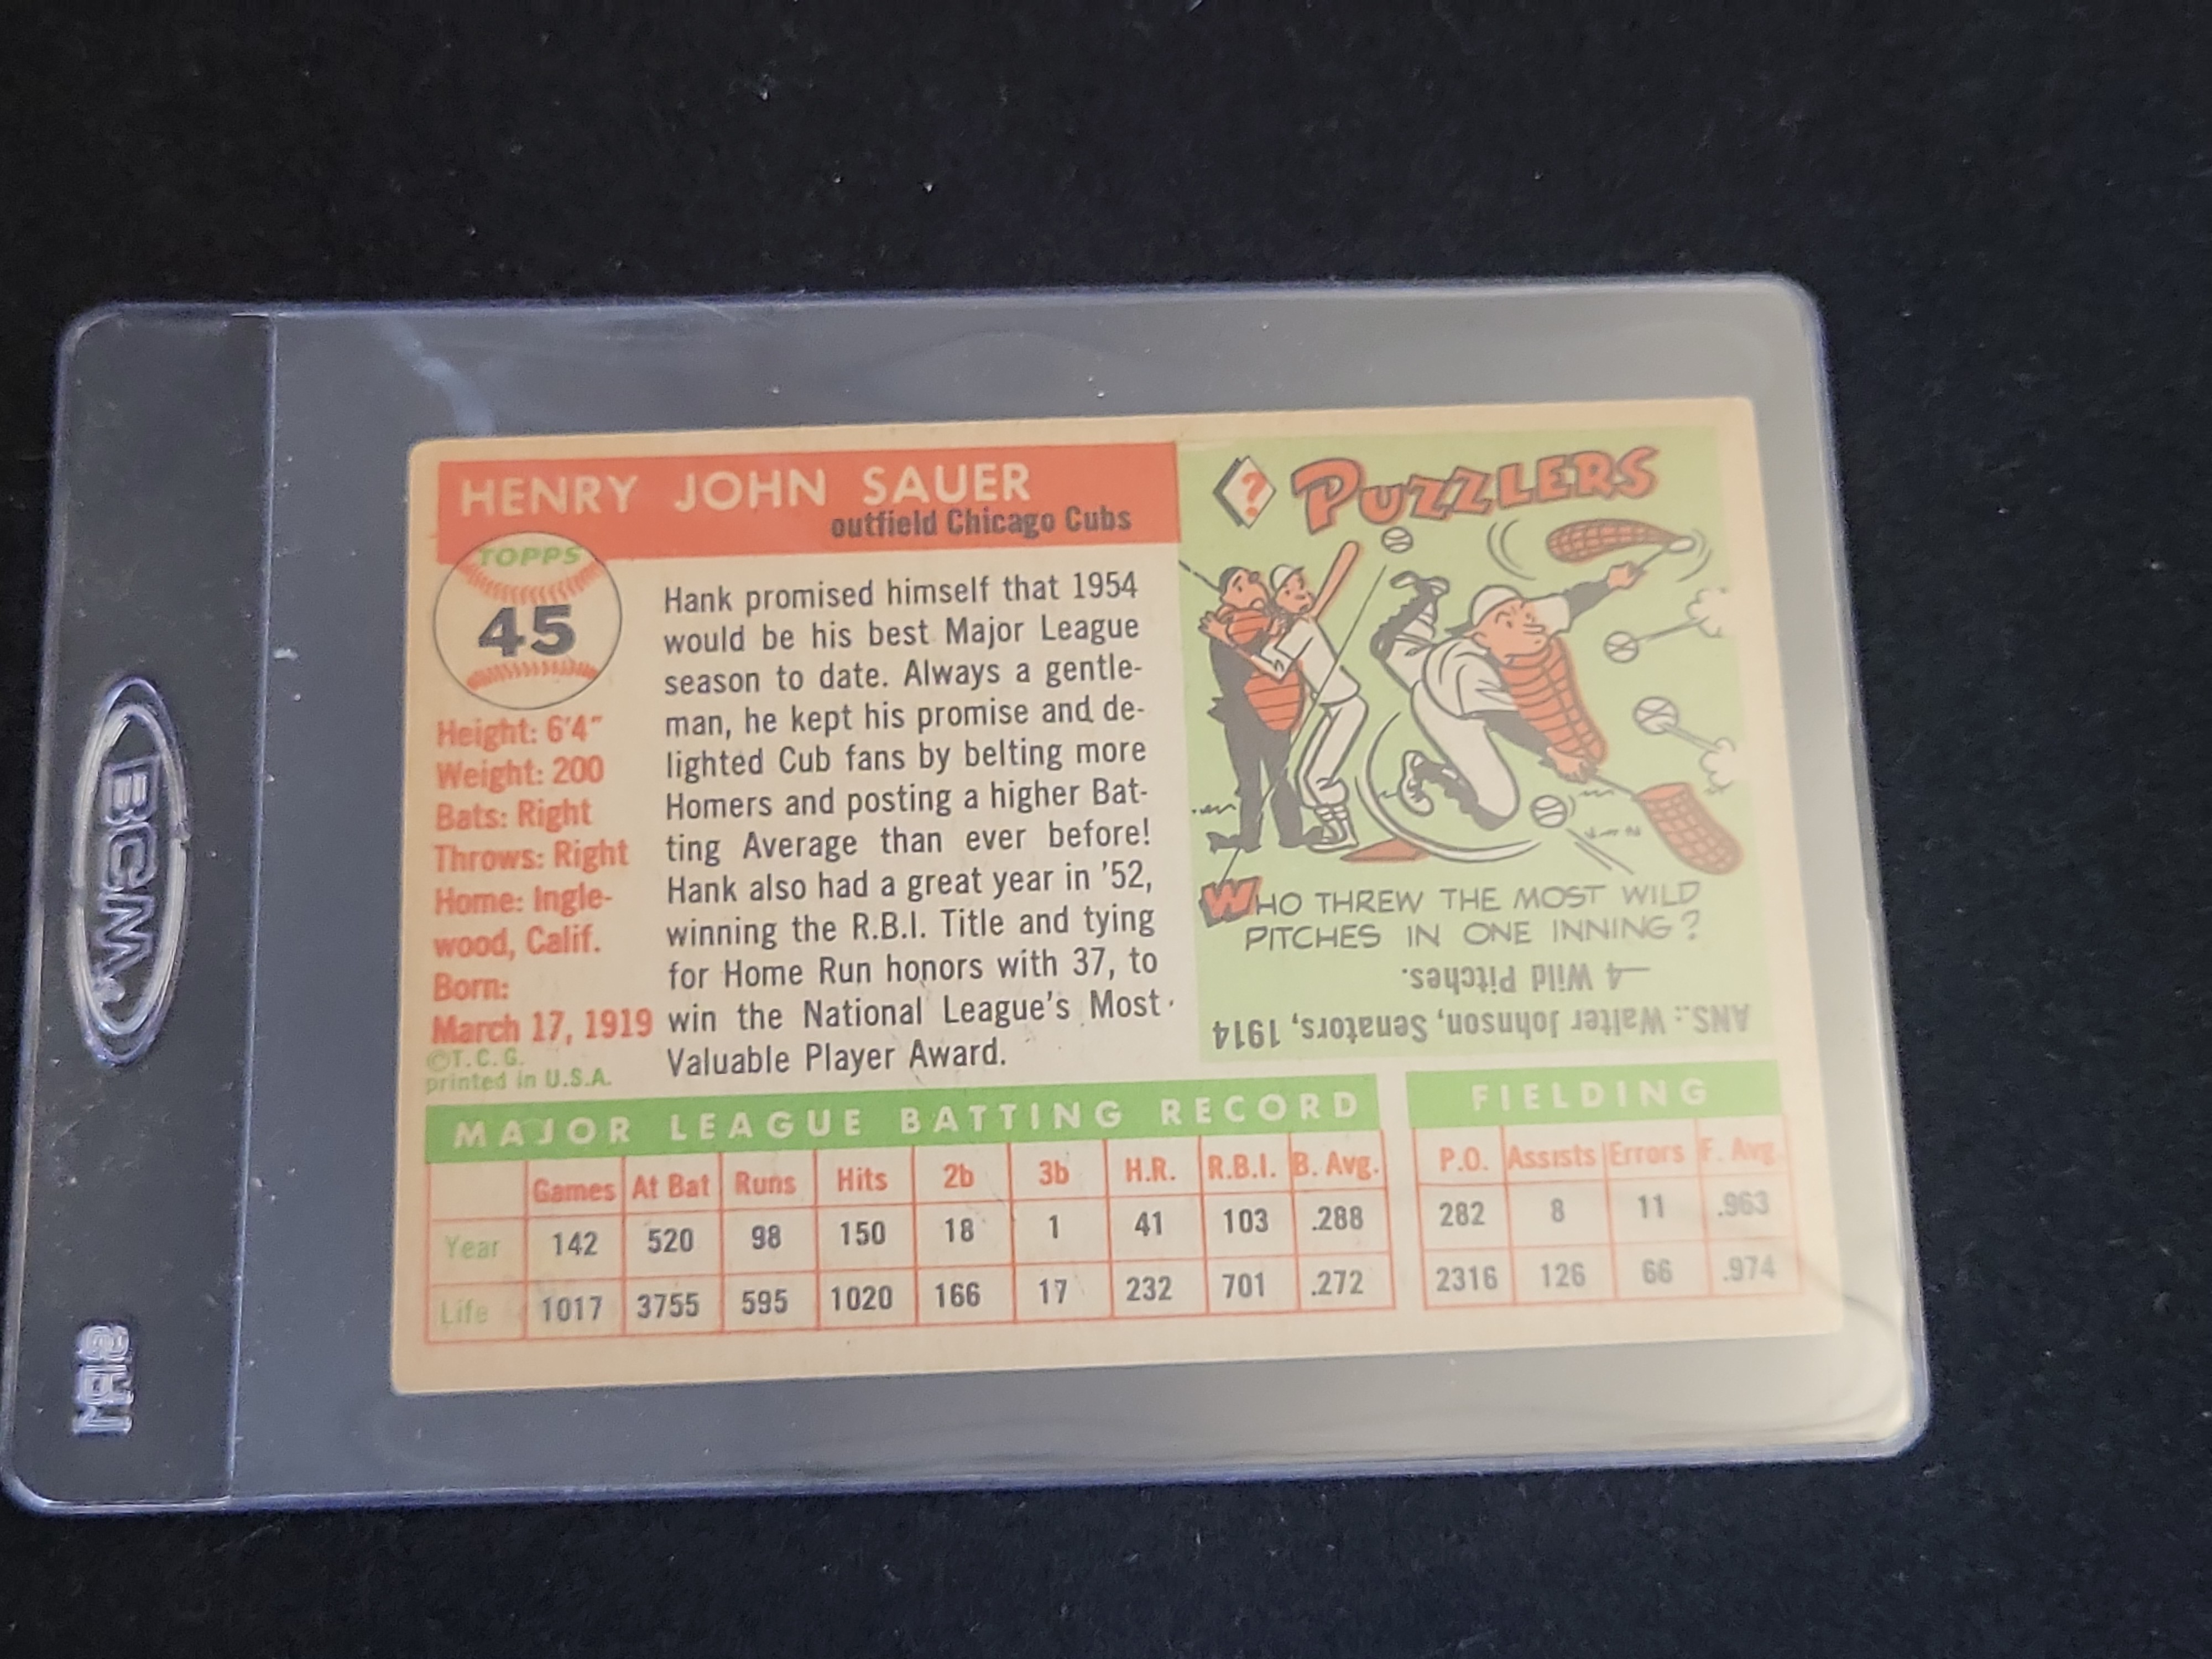 HENRY JOHN SAUER
outfield Chicago Cubs
TOPPS
45
Height: 6'4"
Weight: 200
Bats: Right
Throws: Right
Home: Ingle-
wood, Calif.
Born:
March 17, 1919
©T.C.G.
printed in U.S.A.
Hank promised himself that 1954
would be his best Major League
season to date. Always a gentle-
man, he kept his promise and de-
lighted Cub fans by belting more
Homers and posting a higher Bat-
ting Average than ever before!
Hank also had a great year in '52,
winning the R.B.I. Title and tying
for Home Run honors with 37, to
win the National League's Most
Valuable Player Award.
? PUZZLERS
WHO THREW THE MOST WILD
PITCHES IN ONE INNING?
ANS.: Walter Johnson, Senators, 1914
—4 Wild Pitches.
MAJOR LEAGUE BATTING RECORD
Games At Bat Runs Hits 2b 3b H.R. R.B.I. B. Avg.
Year 142 520 98 150 18 1 41 103 .288
Life 1017 3755 595 1020 166 17 232 701 .272
FIELDING
P.O. Assists Errors F. Avg.
282 8 11 .963
2316 126 66 .974
BCW